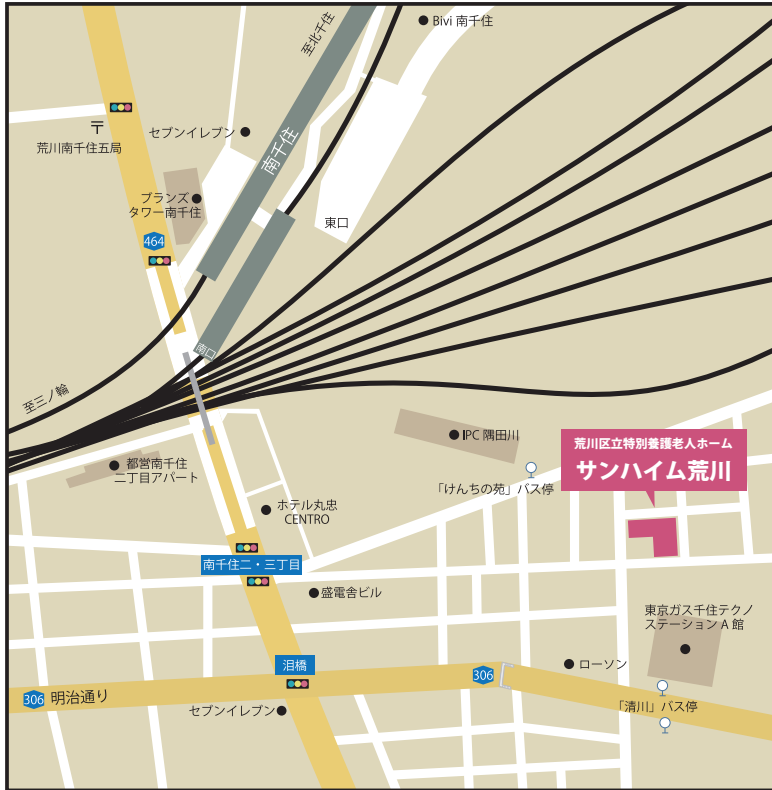 Bivi 南千住
至北千住
〒
荒川南千住五局
セブンイレブン
南千住
ブランズ
タワー南千住
東口
464
南口
至三ノ輪
IPC 隅田川
荒川区立特別養護老人ホーム
サンハイム荒川
都営南千住
二丁目アパート
「けんちの苑」バス停
ホテル丸忠
CENTRO
南千住二・三丁目
盛電舎ビル
東京ガス千住テクノ
ステーション A 館
泪橋
ローソン
306
306
明治通り
「清川」バス停
セブンイレブン